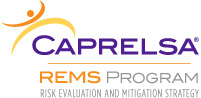 CAPRELSA®
REMS PROGRAM
RISK EVALUATION AND MITIGATION STRATEGY